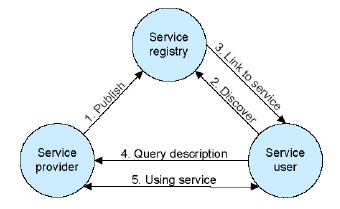 Service
registry
1. Publish
2. Discover
3. Link to service
Service
provider
4. Query description
5. Using service
Service
user